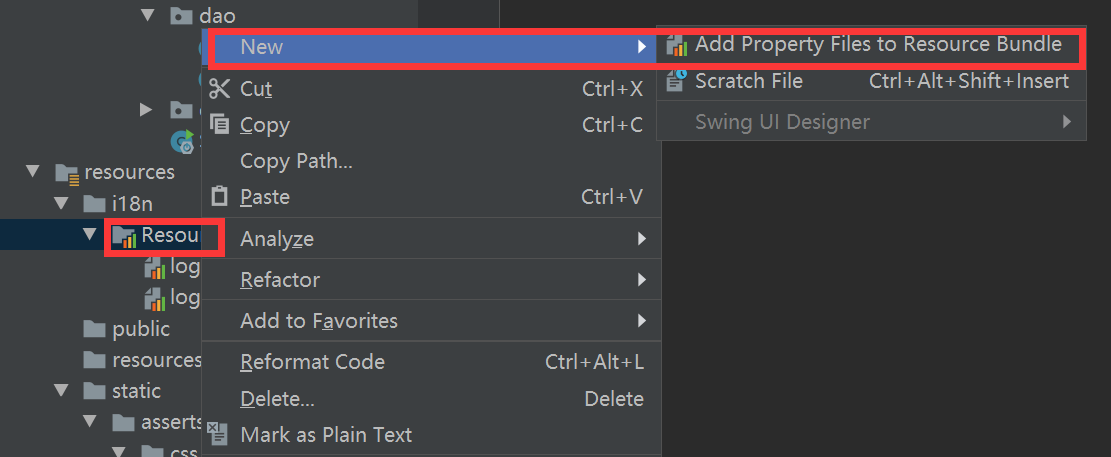 dao
New
Add Property Files to Resource Bundle
Cut Ctrl+X
Scratch File Ctrl+Alt+Shift+Insert
Copy Ctrl+C
Swing UI Designer
Copy Path...
resources
Paste Ctrl+V
i18n
Resou
Analyze
log
Refactor
log
Add to Favorites
public
resources
Reformat Code Ctrl+Alt+L
static
Delete... Delete
asserts
Mark as Plain Text
css